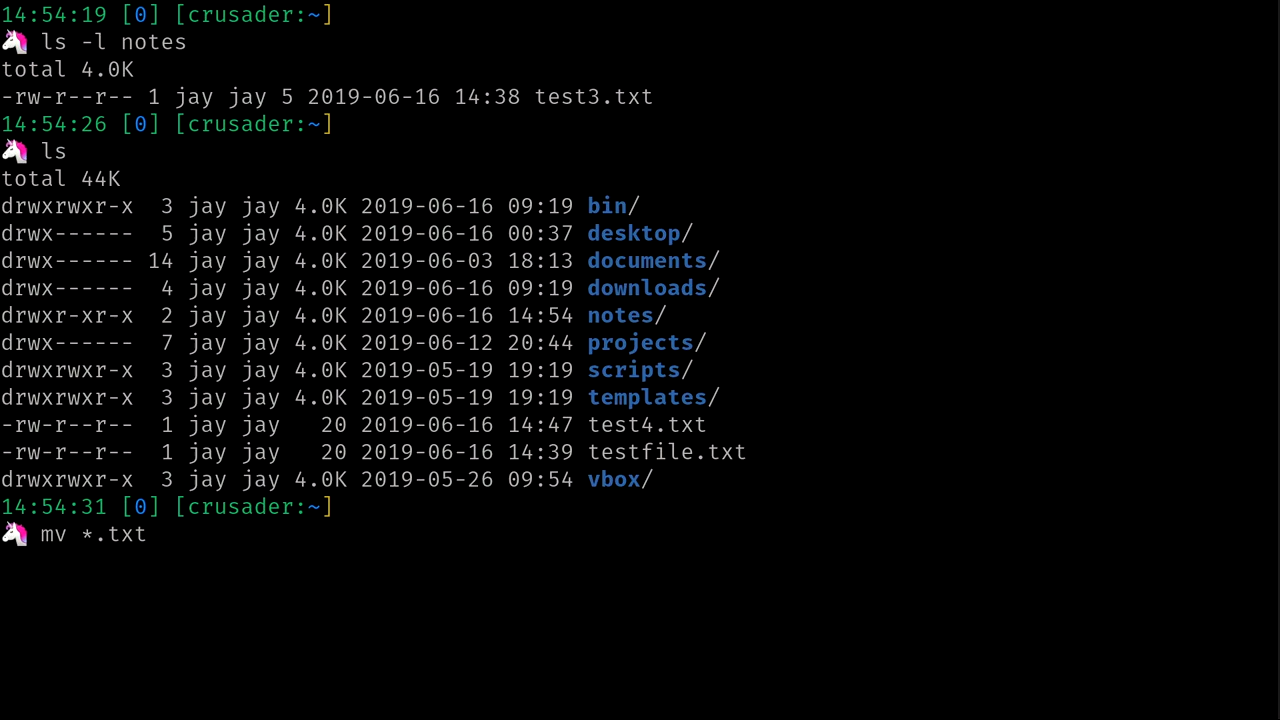 14:54:19 [0] [crusader:~]
🦄 ls -l notes
total 4.0K
-rw-r--r-- 1 jay jay 5 2019-06-16 14:38 test3.txt
14:54:26 [0] [crusader:~]
🦄 ls
total 44K
drwxrwxr-x  3 jay jay 4.0K 2019-06-16 09:19 bin/
drwx------  5 jay jay 4.0K 2019-06-16 00:37 desktop/
drwx------ 14 jay jay 4.0K 2019-06-03 18:13 documents/
drwx------  4 jay jay 4.0K 2019-06-16 09:19 downloads/
drwxr-xr-x  2 jay jay 4.0K 2019-06-16 14:54 notes/
drwx------  7 jay jay 4.0K 2019-06-12 20:44 projects/
drwxrwxr-x  3 jay jay 4.0K 2019-05-19 19:19 scripts/
drwxrwxr-x  3 jay jay 4.0K 2019-05-19 19:19 templates/
-rw-r--r--  1 jay jay   20 2019-06-16 14:47 test4.txt
-rw-r--r--  1 jay jay   20 2019-06-16 14:39 testfile.txt
drwxrwxr-x  3 jay jay 4.0K 2019-05-26 09:54 vbox/
14:54:31 [0] [crusader:~]
🦄 mv *.txt